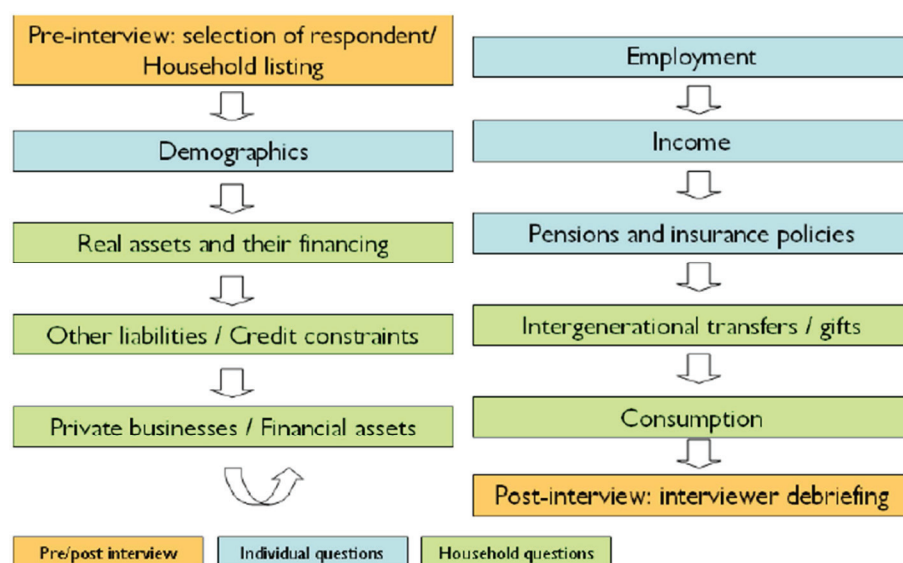 Pre-interview: selection of respondent/
Household listing
Demographics
Real assets and their financing
Other liabilities / Credit constraints
Private businesses / Financial assets
Employment
Income
Pensions and insurance policies
Intergenerational transfers / gifts
Consumption
Post-interview: interviewer debriefing
Pre/post interview
Individual questions
Household questions